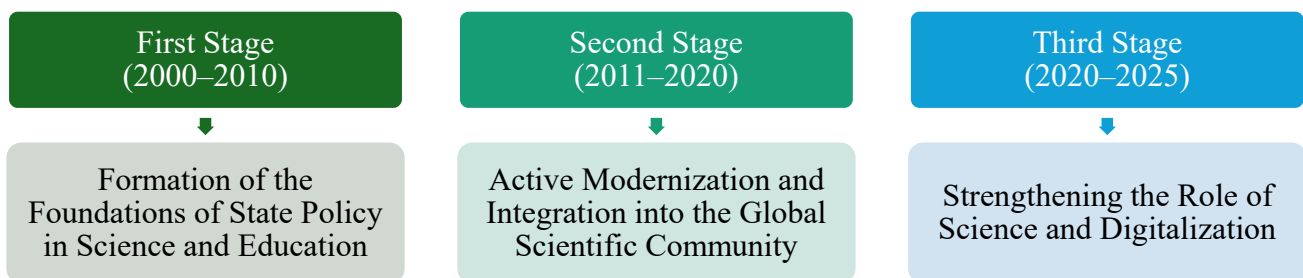 First Stage
(2000–2010)
Formation of the
Foundations of State Policy
in Science and Education
Second Stage
(2011–2020)
Active Modernization and
Integration into the Global
Scientific Community
Third Stage
(2020–2025)
Strengthening the Role of
Science and Digitalization